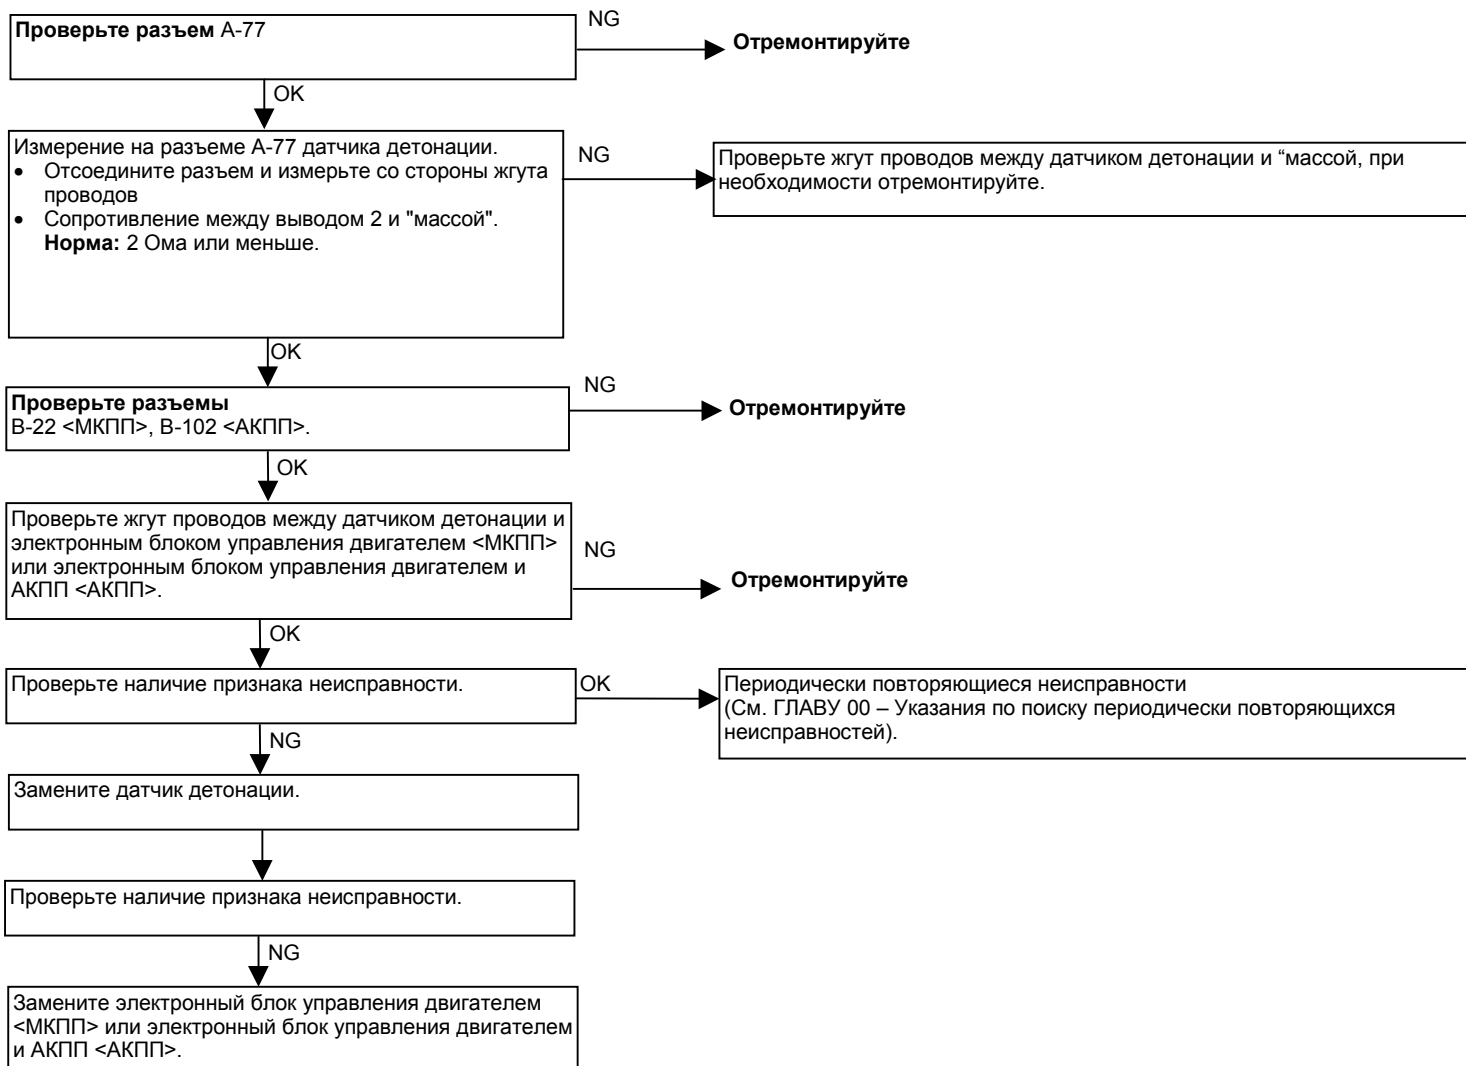 Проверьте разъем А-77
NG
Отремонтируйте
OK
Измерение на разъеме А-77 датчика детонации.
• Отсоедините разъем и измерьте со стороны жгута
проводов
• Сопротивление между выводом 2 и "массой".
Норма: 2 Ома или меньше.
NG
Проверьте жгут проводов между датчиком детонации и “массой, при
необходимости отремонтируйте.
OK
Проверьте разъемы
В-22 <МКПП>, В-102 <АКПП>.
NG
Отремонтируйте
OK
Проверьте жгут проводов между датчиком детонации и
электронным блоком управления двигателем <МКПП>
или электронным блоком управления двигателем и
АКПП <АКПП>.
NG
Отремонтируйте
OK
Проверьте наличие признака неисправности.
OK
Периодически повторяющиеся неисправности
(См. ГЛАВУ 00 – Указания по поиску периодически повторяющихся
неисправностей).
NG
Замените датчик детонации.
Проверьте наличие признака неисправности.
NG
Замените электронный блок управления двигателем
<МКПП> или электронный блок управления двигателем
и АКПП <АКПП>.